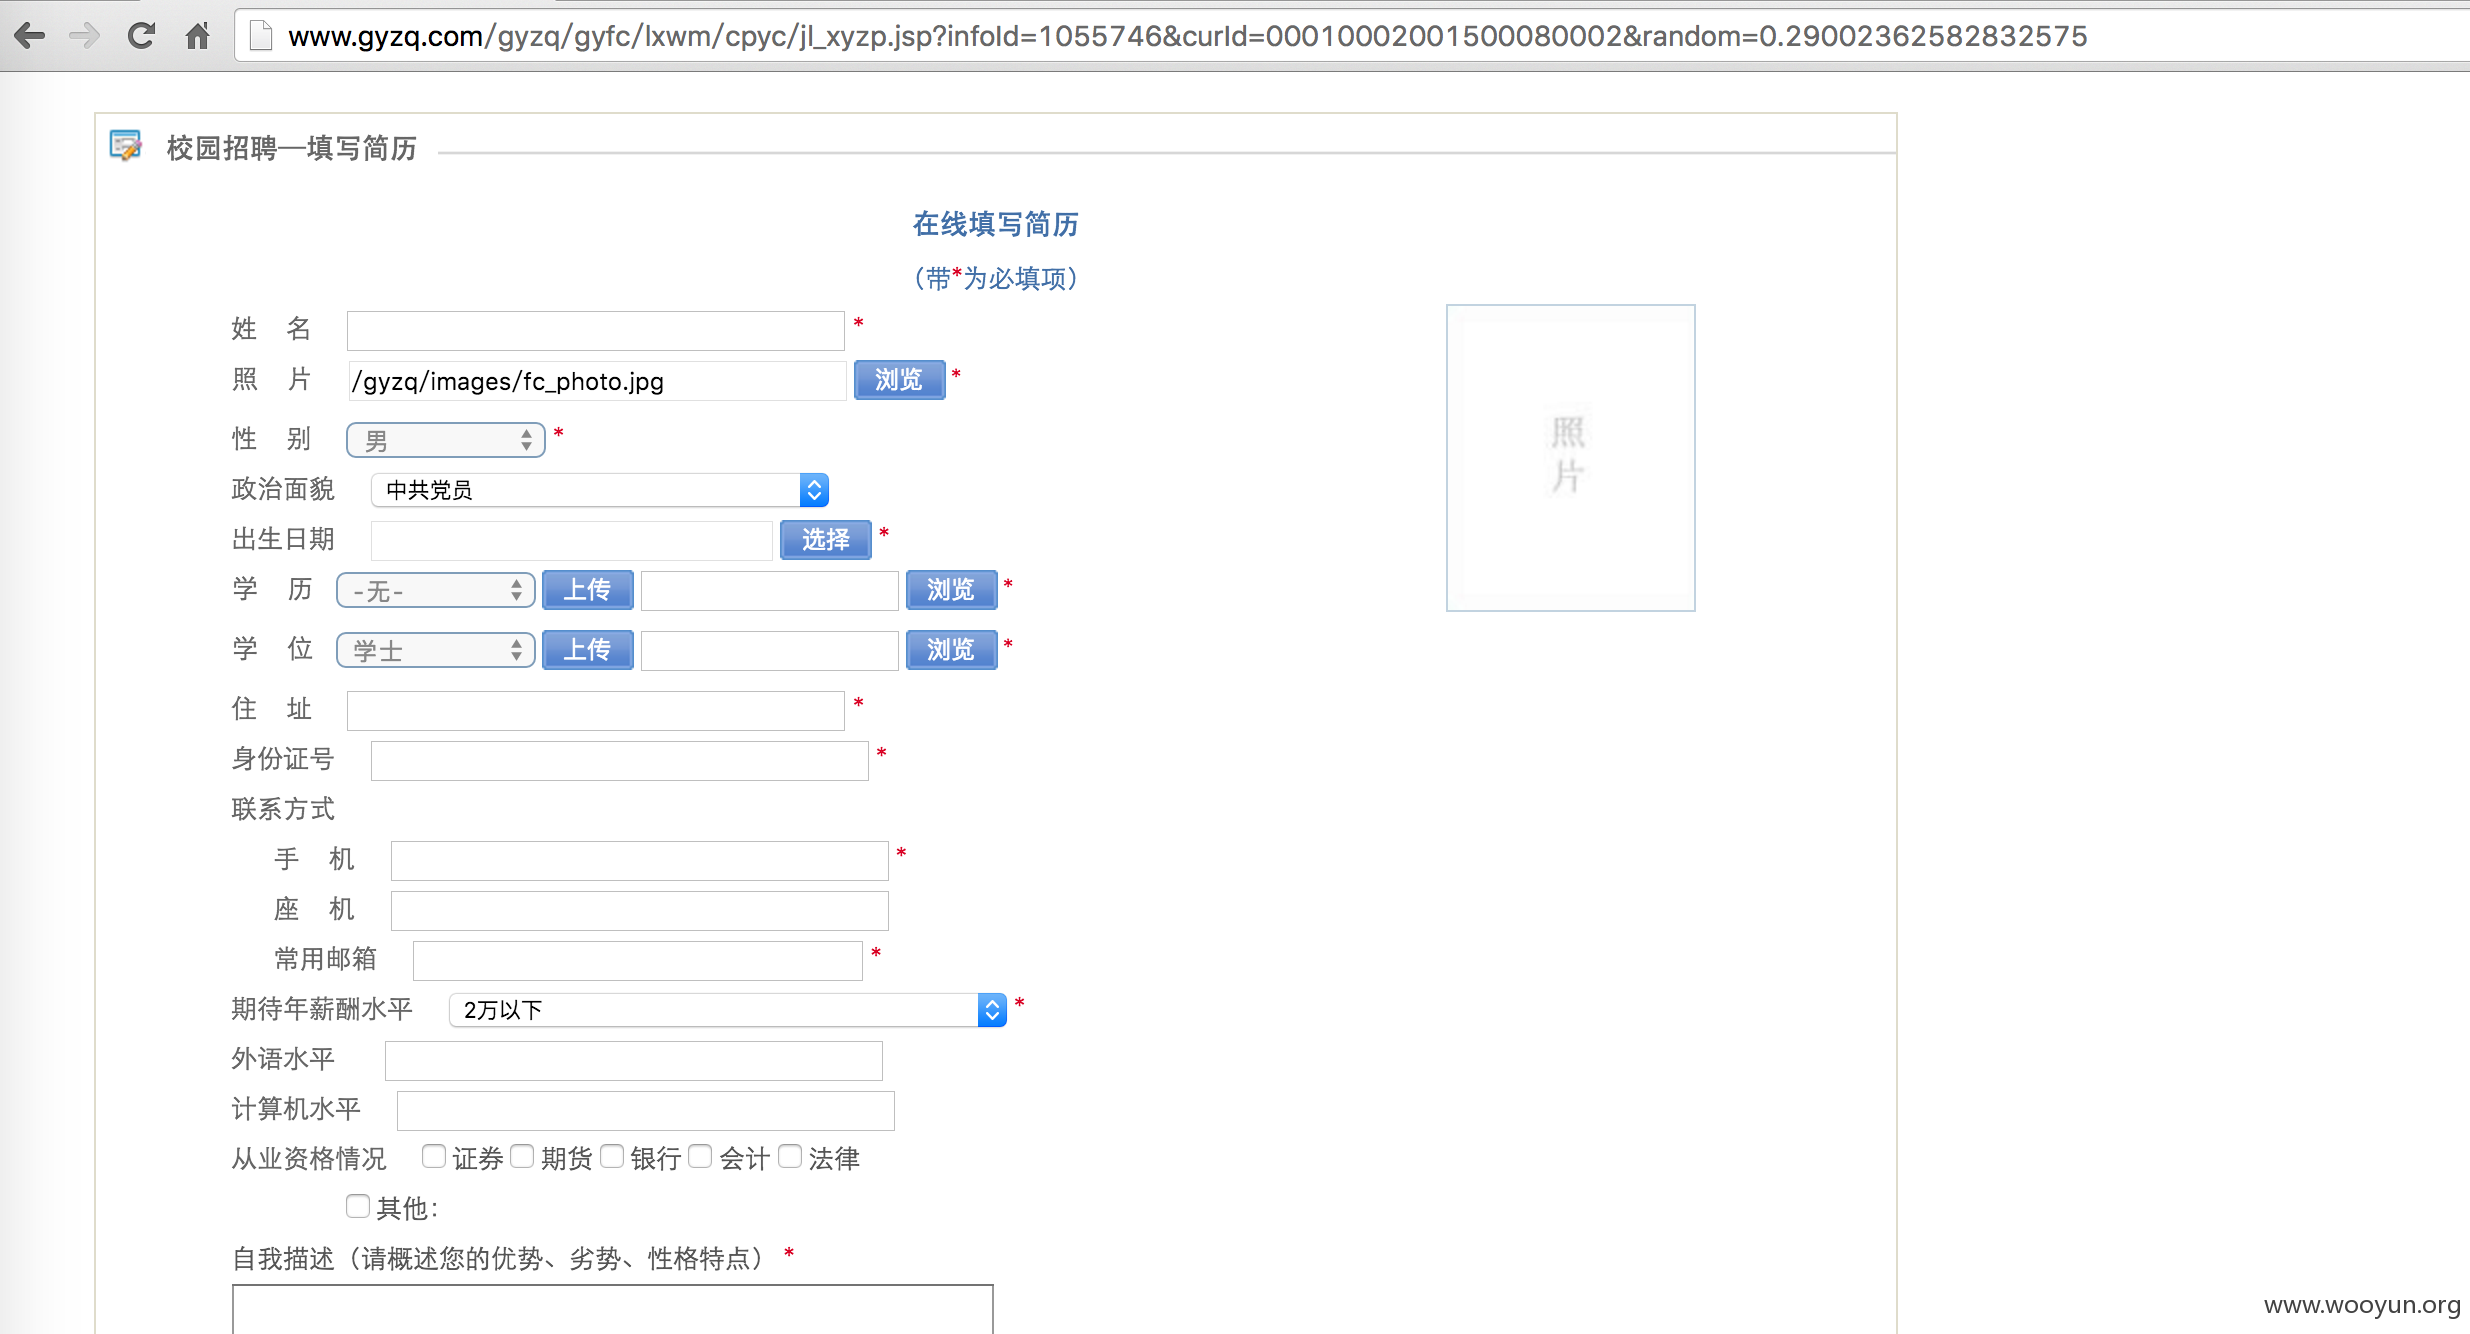 www.gyzq.com/gyzq/gyfc/lxwm/cpyc/jl_xyzp.jsp?infoId=1055746&curId=00010002001500080002&random=0.29002362582832575
校园招聘—填写简历
在线填写简历
（带*为必填项）
姓 名 *
照 片 /gyzq/images/fc_photo.jpg 浏览 *
照片
性 别 男 *
政治面貌 中共党员
出生日期 选择 *
学 历 -无- 上传 浏览 *
学 位 学士 上传 浏览 *
住 址 *
身份证号 *
联系方式
手 机 *
座 机
常用邮箱 *
期待年薪酬水平 2万以下 *
外语水平
计算机水平
从业资格情况 证券 期货 银行 会计 法律
其他：
自我描述（请概述您的优势、劣势、性格特点） *
www.wooyun.org